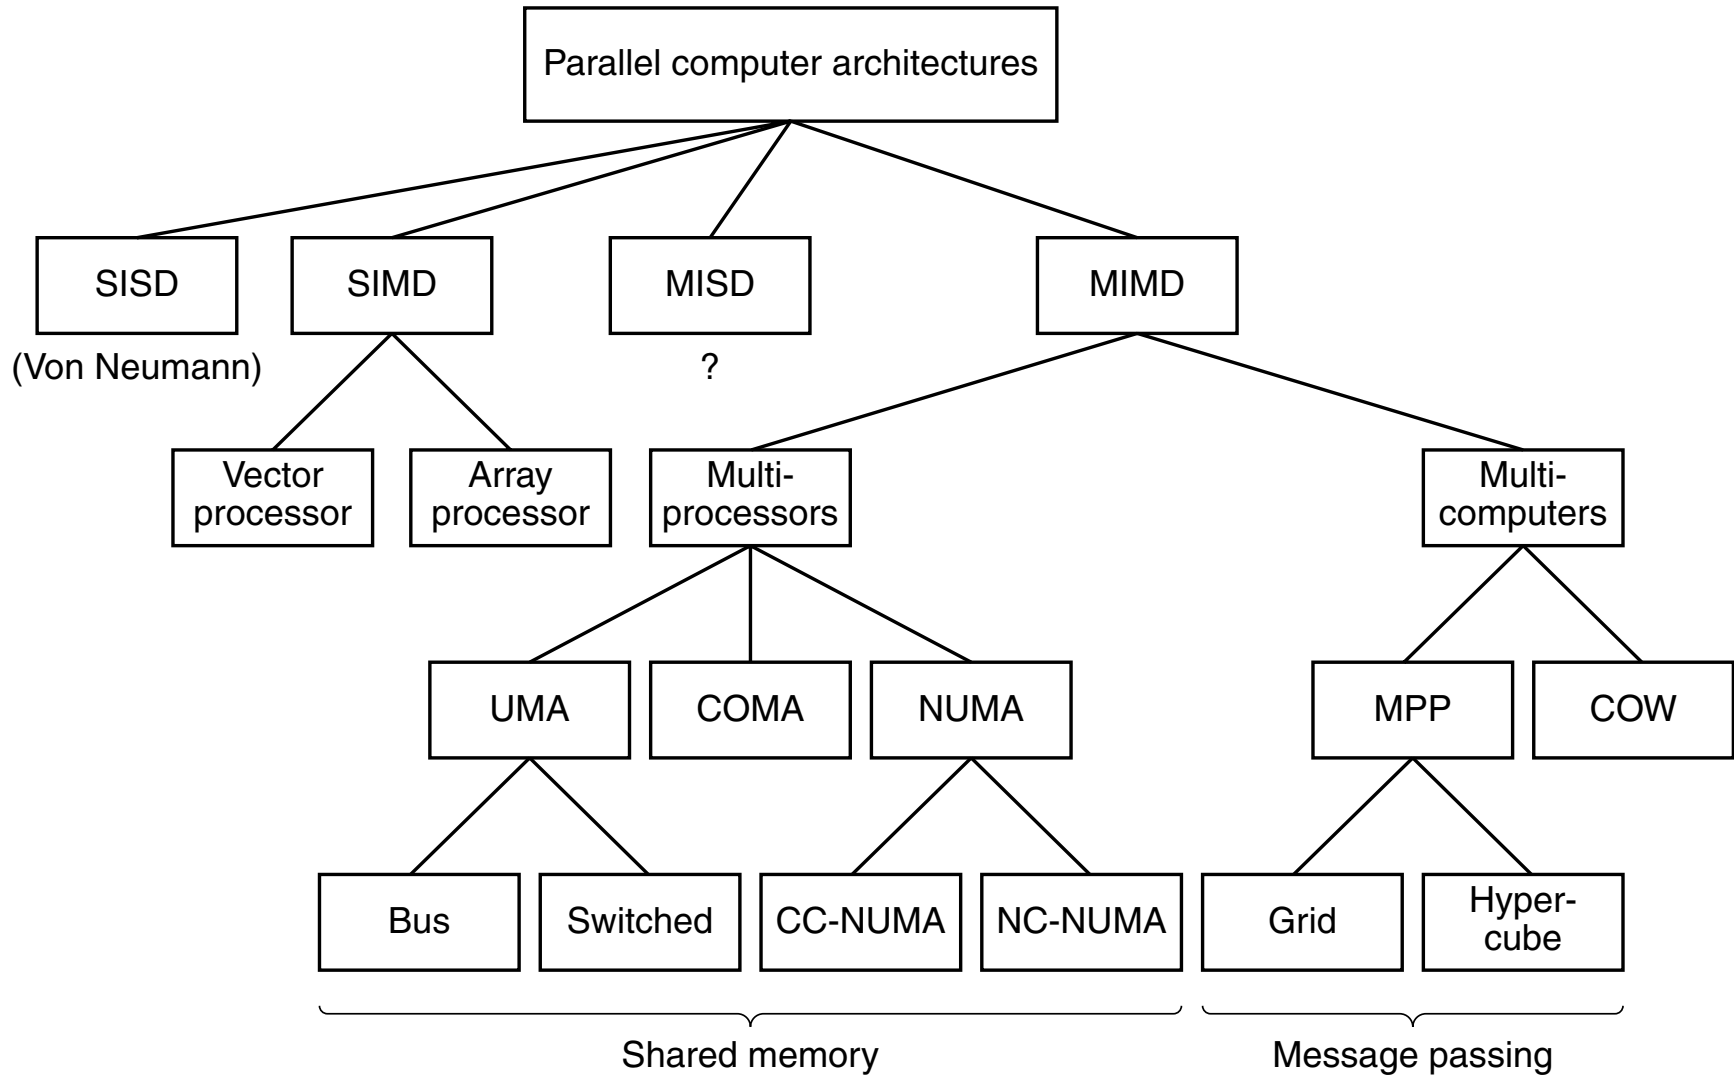 Parallel computer architectures
SISD
SIMD
MISD
MIMD
(Von Neumann)
?
Vector
processor
Array
processor
Multi-
processors
Multi-
computers
UMA
COMA
NUMA
MPP
COW
Bus
Switched
CC-NUMA
NC-NUMA
Grid
Hyper-
cube
Shared memory
Message passing